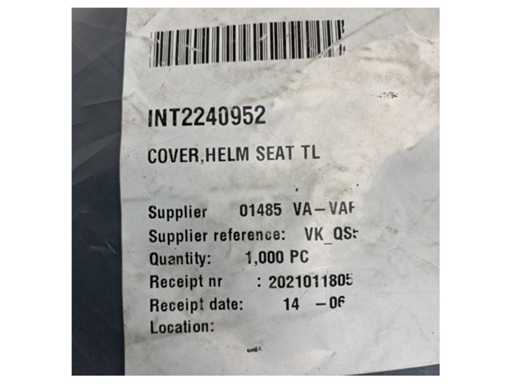 INT2240952
COVER,HELM SEAT TL
Supplier 01485 VA-VAF
Supplier reference: VK_QS
Quantity: 1,000 PC
Receipt nr : 2021011805
Receipt date: 14 -06
Location: